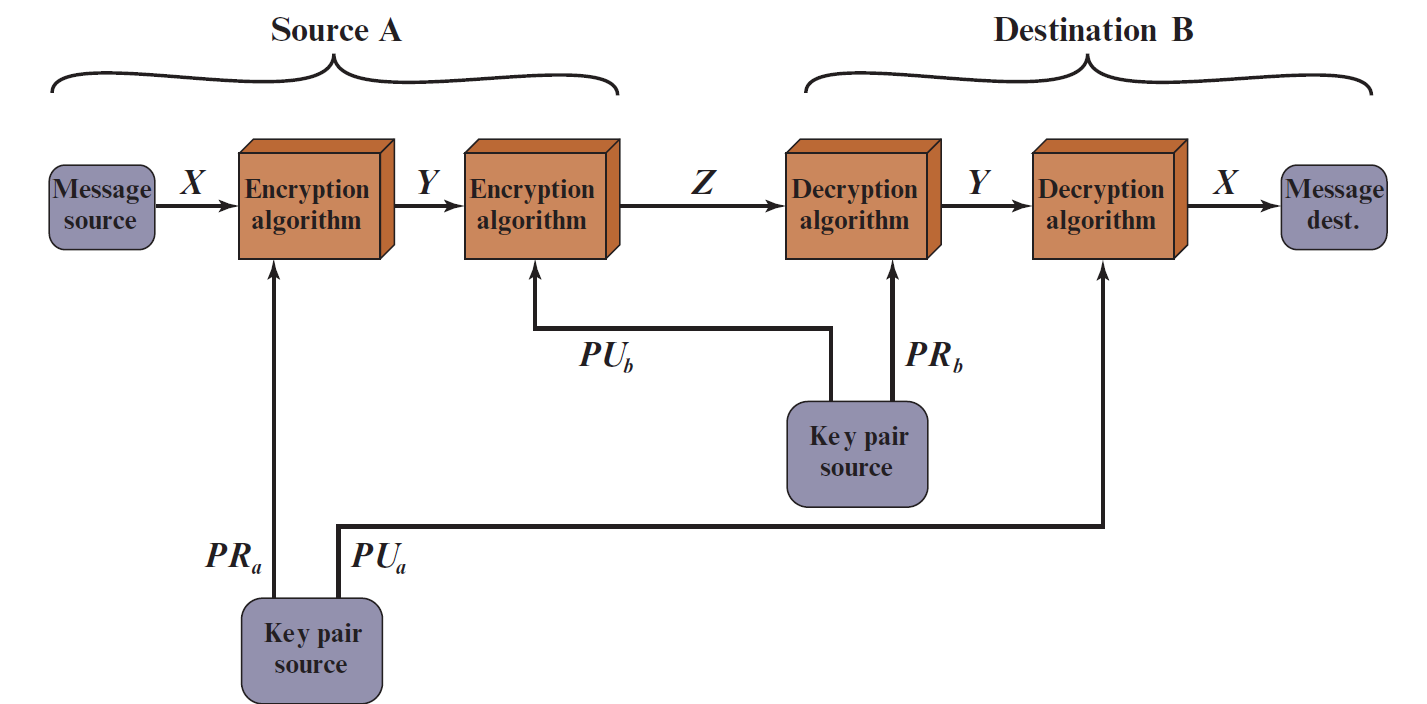 Source A
Destination B
Message
source
X
Encryption
algorithm
Y
Encryption
algorithm
Z
Decryption
algorithm
Y
Decryption
algorithm
X
Message
dest.
PUb
PRb
Key pair
source
PRa
PUa
Key pair
source